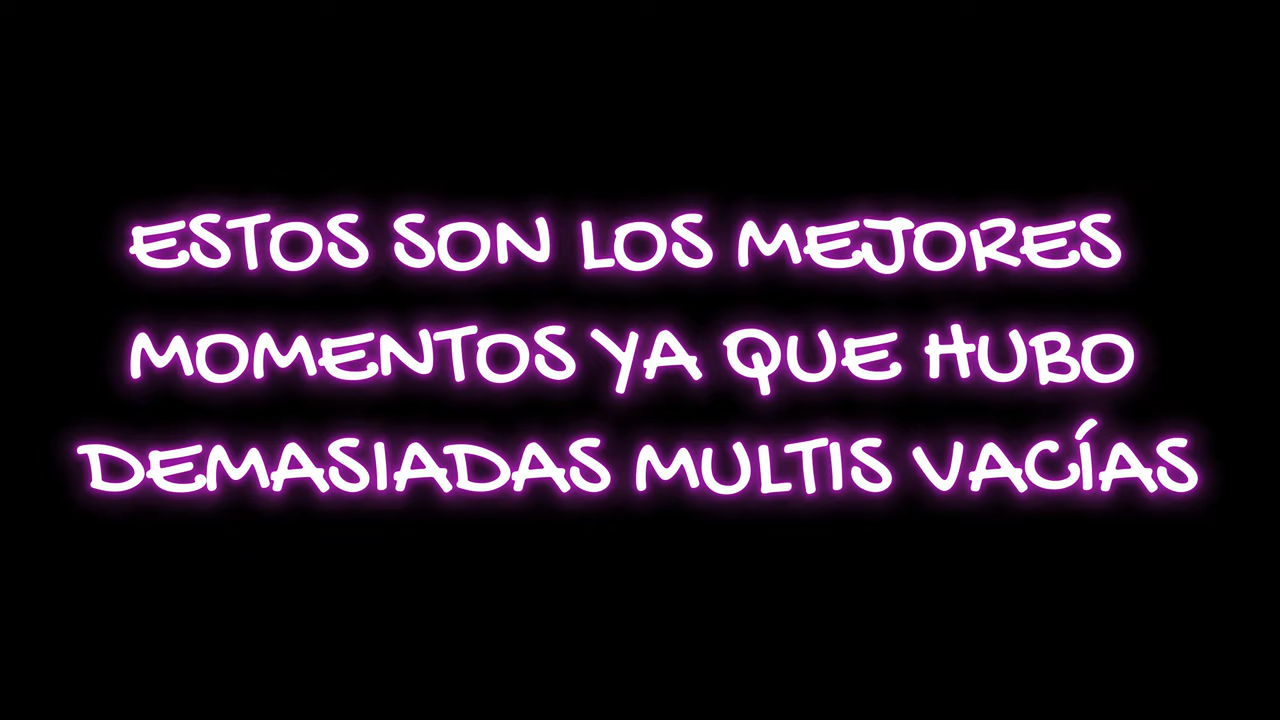 ESTOS SON LOS MEJORES
MOMENTOS YA QUE HUBO
DEMASIADAS MULTIS VACÍAS